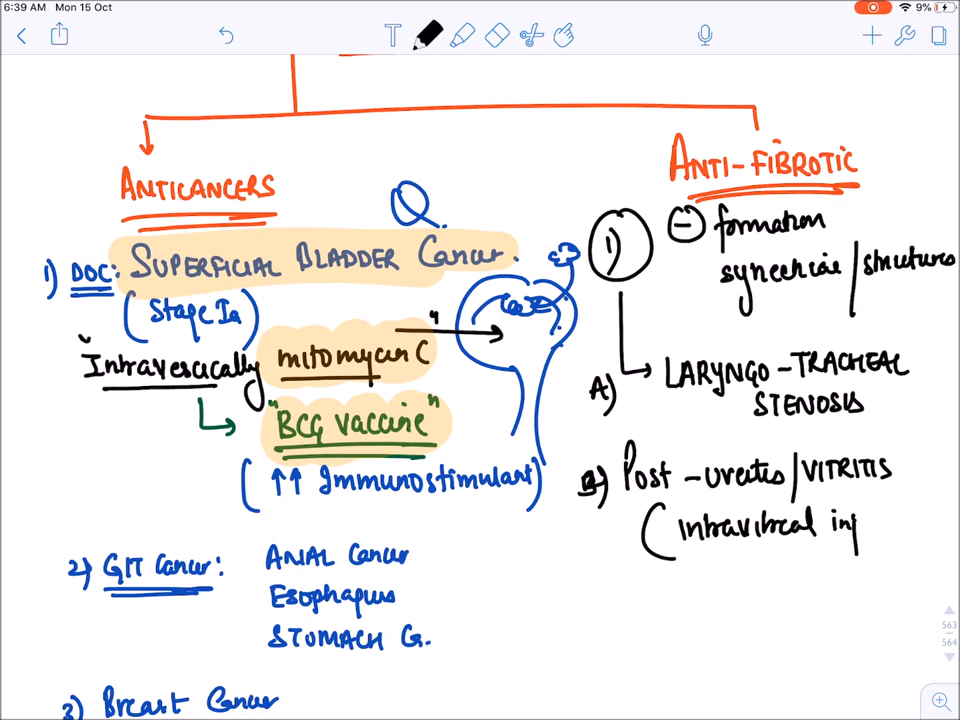 6:39 AM Mon 15 Oct
9%
T
ANTICANCERS
Q.
1) DOC: SUPERFICIAL BLADDER Cancer.
(Stage Ia)
"Intravesically mitomycin C "
"BCG vaccine"
(↑↑ Immunostimulant)
2) GIT Cancer: ANAL Cancer
Esophagus
STOMACH G.
3) Breast Cancer
ANTI-FIBROTIC
1) ⊖ formation
synechiae/strictures
A) LARYNGO-TRACHEAL
STENOSIS
B) Post-uveitis/VITRITIS
(intravitreal inj
563
564